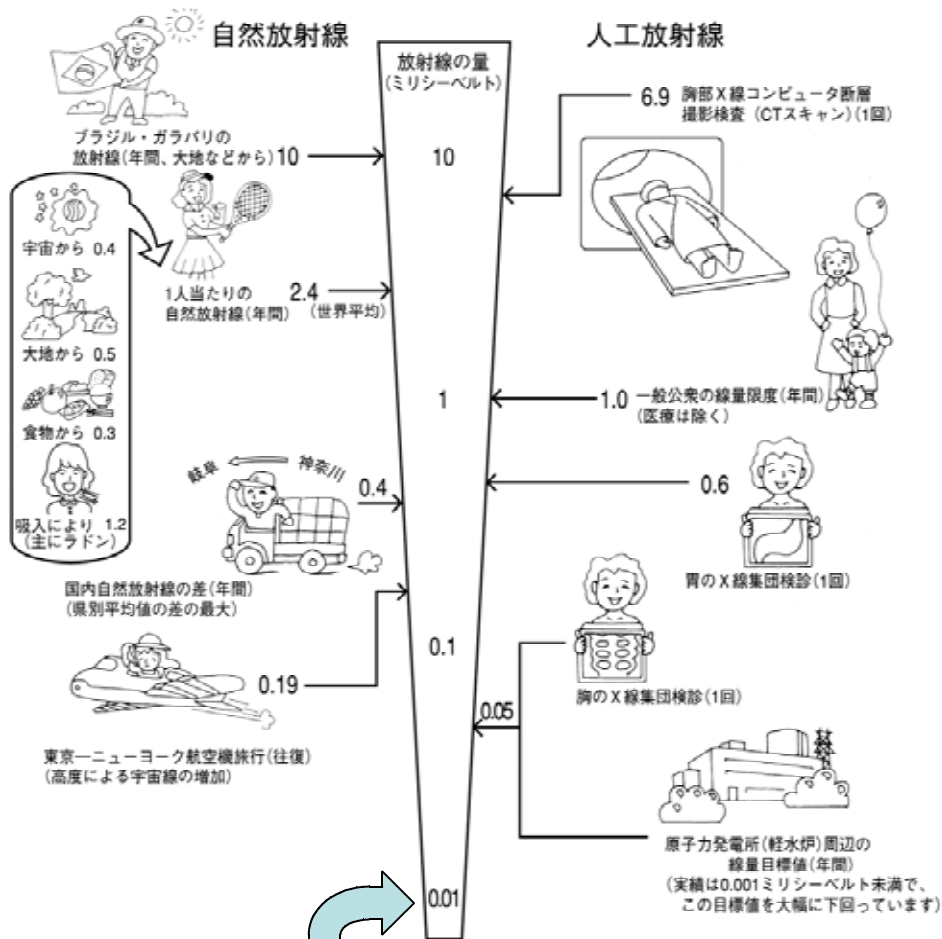 自然放射線
人工放射線
放射線の量
(ミリシーベルト)
10
1
0.1
0.01
ブラジル・ガラパリの
放射線(年間、大地などから)10
宇宙から 0.4
大地から 0.5
食物から 0.3
吸入により 1.2
(主にラドン)
1人当たりの
自然放射線(年間)
2.4
(世界平均)
岐阜
神奈川
0.4
国内自然放射線の差(年間)
(県別平均値の差の最大)
0.19
東京ーニューヨーク航空機旅行(往復)
(高度による宇宙線の増加)
6.9 胸部X線コンピュータ断層
撮影検査(CTスキャン)(1回)
1.0 一般公衆の線量限度(年間)
(医療は除く)
0.6
胃のX線集団検診(1回)
胸のX線集団検診(1回)
0.05
原子力発電所(軽水炉)周辺の
線量目標値(年間)
(実績は0.001ミリシーベルト未満で、
この目標値を大幅に下回っています)